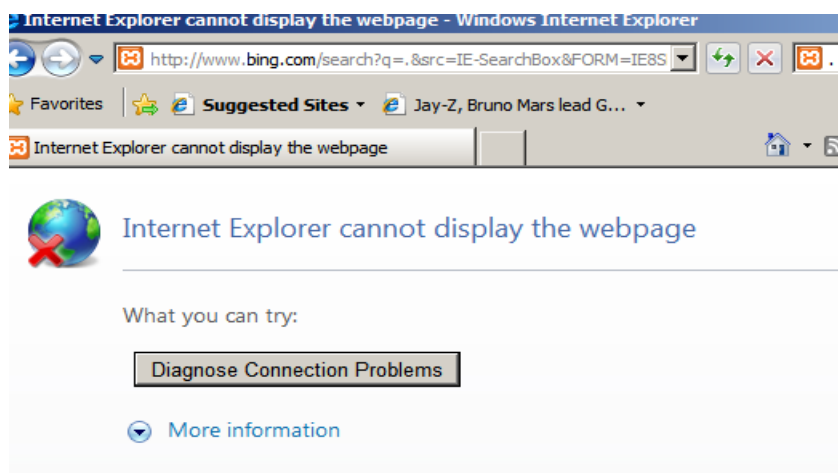 Internet Explorer cannot display the webpage - Windows Internet Explorer
http://www.bing.com/search?q=.&src=IE-SearchBox&FORM=IE8S
.
Favorites Suggested Sites Jay-Z, Bruno Mars lead G...
Internet Explorer cannot display the webpage
Internet Explorer cannot display the webpage
What you can try:
Diagnose Connection Problems
More information